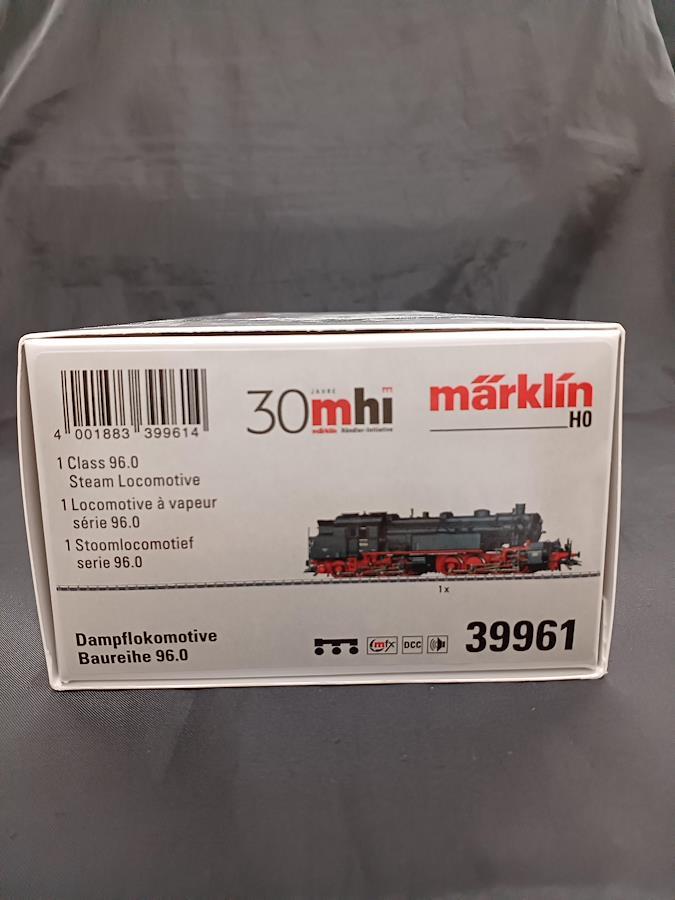 4 001883 399614
30 JAHRE mhi
märklin Händler-Initiative
märklin
H0
1 Class 96.0
Steam Locomotive
1 Locomotive à vapeur
série 96.0
1 Stoomlocomotief
serie 96.0
1 x
Dampflokomotive
Baureihe 96.0
mfx DCC
39961